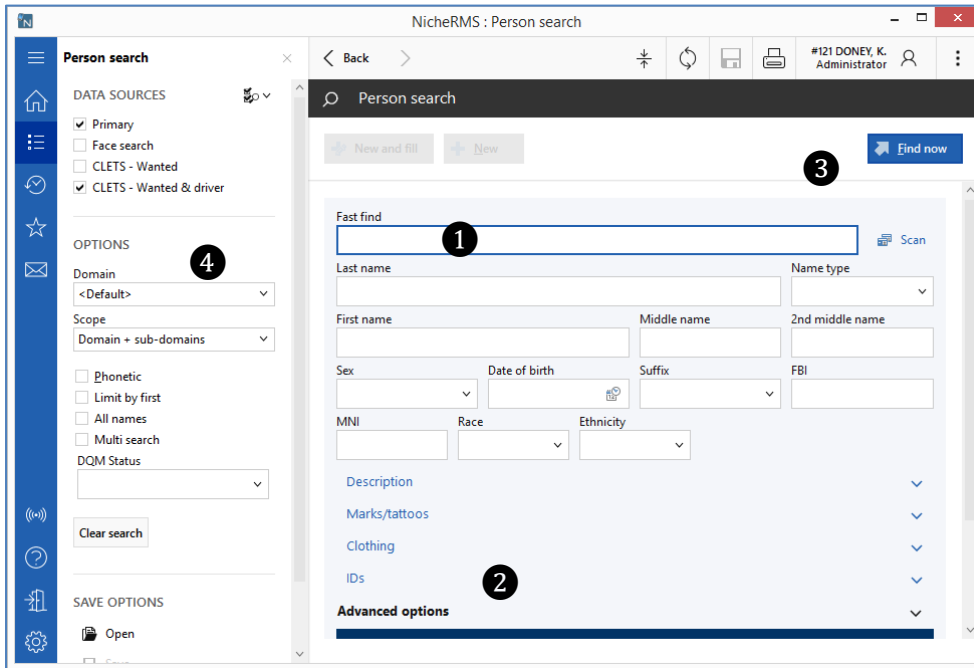 NicheRMS : Person search
Person search
Back
#121 DONEY, K.
Administrator
DATA SOURCES
Primary
Face search
CLETS - Wanted
CLETS - Wanted & driver
OPTIONS
4
Domain
<Default>
Scope
Domain + sub-domains
Phonetic
Limit by first
All names
Multi search
DQM Status
Clear search
SAVE OPTIONS
Open
Save
Person search
New and fill
New
3
Find now
Fast find
1
Scan
Last name
Name type
First name
Middle name
2nd middle name
Sex
Date of birth
Suffix
FBI
MNI
Race
Ethnicity
Description
Marks/tattoos
Clothing
IDs
2
Advanced options